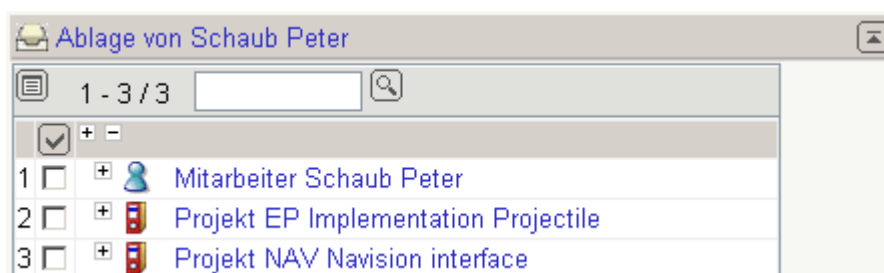 Ablage von Schaub Peter
1 - 3 / 3
1 Mitarbeiter Schaub Peter
2 Projekt EP Implementation Projectile
3 Projekt NAV Navision interface